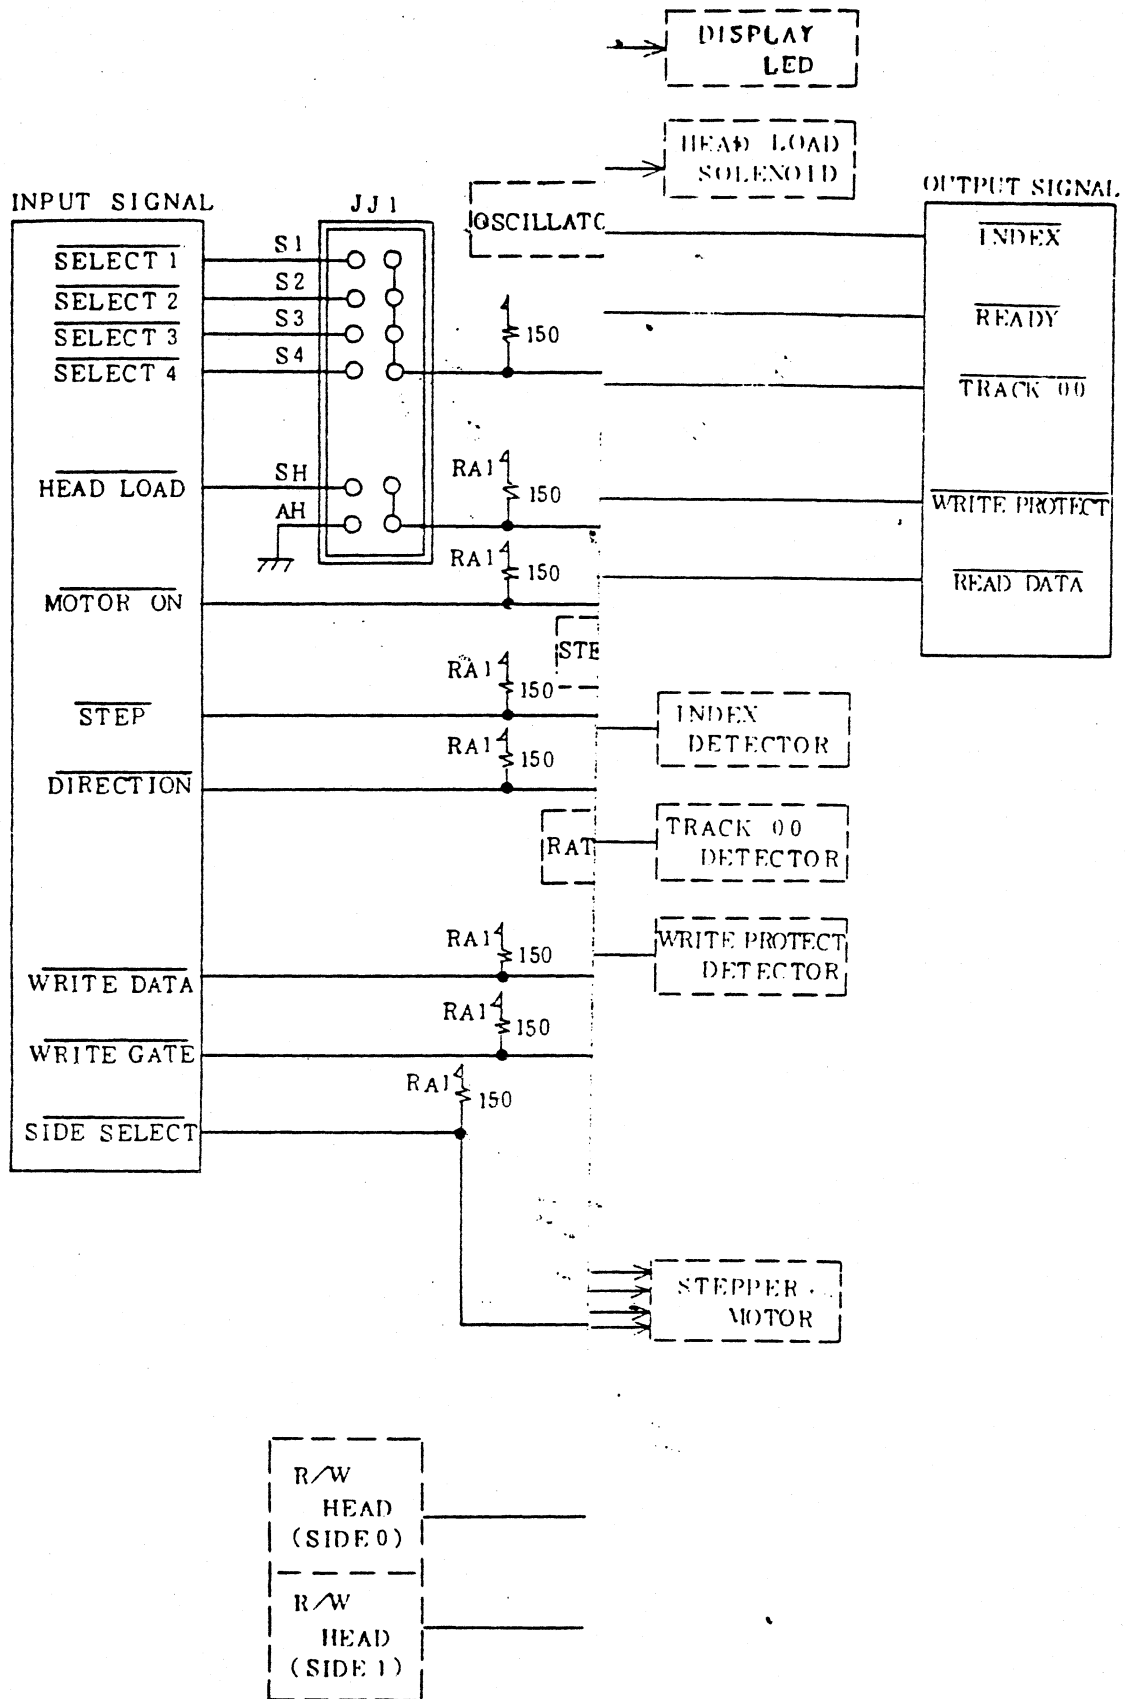 DISPLAY
LED
HEAD LOAD
SOLENOID
INPUT SIGNAL
JJ1
OSCILLATO
OUTPUT SIGNAL
SELECT 1
S1
SELECT 2
S2
SELECT 3
S3
SELECT 4
S4
150
INDEX
READY
TRACK 00
HEAD LOAD
SH
AH
RA1
150
WRITE PROTECT
RA1
150
READ DATA
MOTOR ON
STE
RA1
150
STEP
INDEX
DETECTOR
RA1
150
DIRECTION
RAT
TRACK 00
DETECTOR
RA1
150
WRITE PROTECT
DETECTOR
WRITE DATA
RA1
150
WRITE GATE
RA1
150
SIDE SELECT
STEPPER
MOTOR
R/W
HEAD
(SIDE 0)
R/W
HEAD
(SIDE 1)